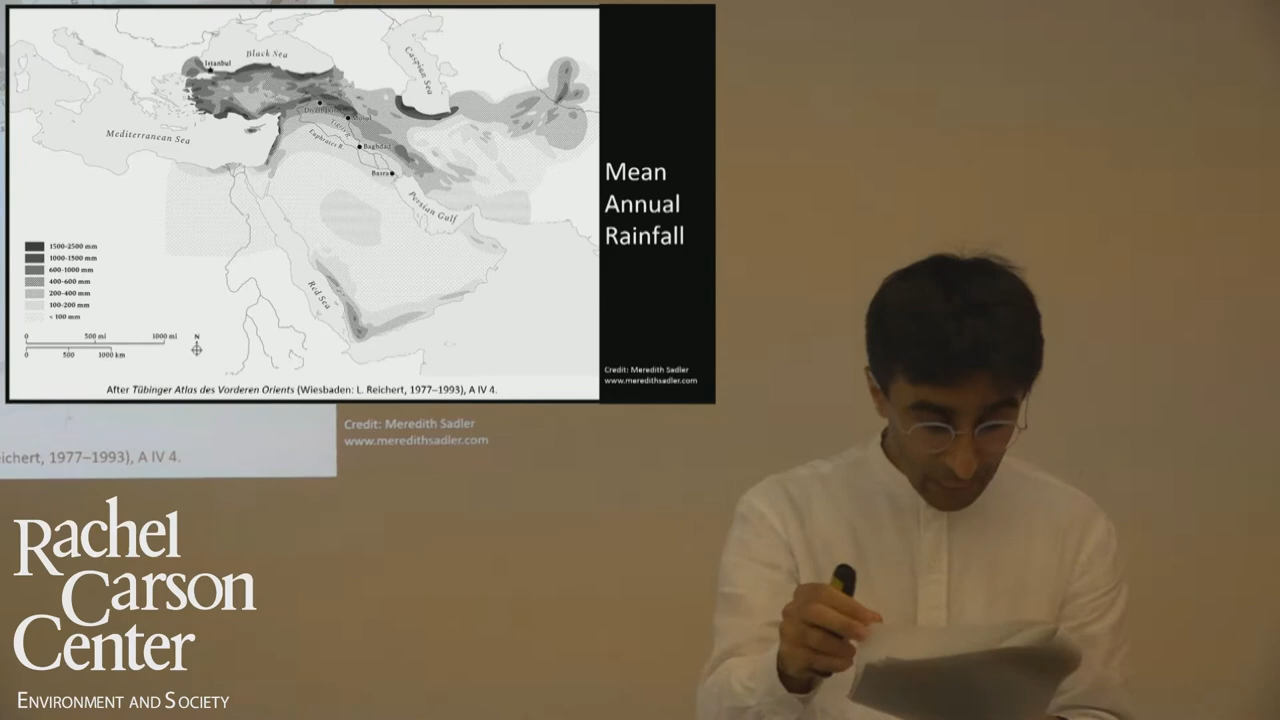 Black Sea
Caspian Sea
Istanbul
Mosul
Mediterranean Sea
Tigris R.
Euphrates R.
Baghdad
Basra
Persian Gulf
Red Sea
1500-2500 mm
1000-1500 mm
600-1000 mm
400-600 mm
200-400 mm
100-200 mm
< 100 mm
0 500 mi 1000 mi
0 500 1000 km
N
After Tübinger Atlas des Vorderen Orients (Wiesbaden: L. Reichert, 1977–1993), A IV 4.
Mean
Annual
Rainfall
Credit: Meredith Sadler
www.meredithsadler.com
Credit: Meredith Sadler
www.meredithsadler.com
eichert, 1977–1993), A IV 4.
Rachel
Carson
Center
Environment and Society